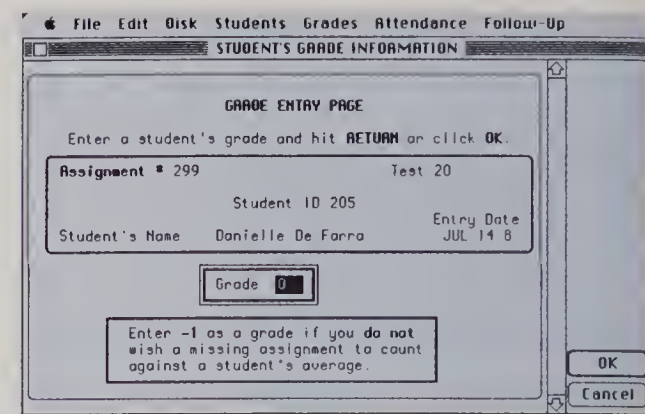 File Edit Disk Students Grades Attendance Follow-Up
STUDENT'S GRADE INFORMATION
GRADE ENTRY PAGE
Enter a student's grade and hit RETURN or click OK.
Assignment # 299 Test 20
Student ID 205
Entry Date
Student's Name Danielle De Farra JUL 14 8
Grade 0
Enter -1 as a grade if you do not
wish a missing assignment to count
against a student's average.
OK
Cancel